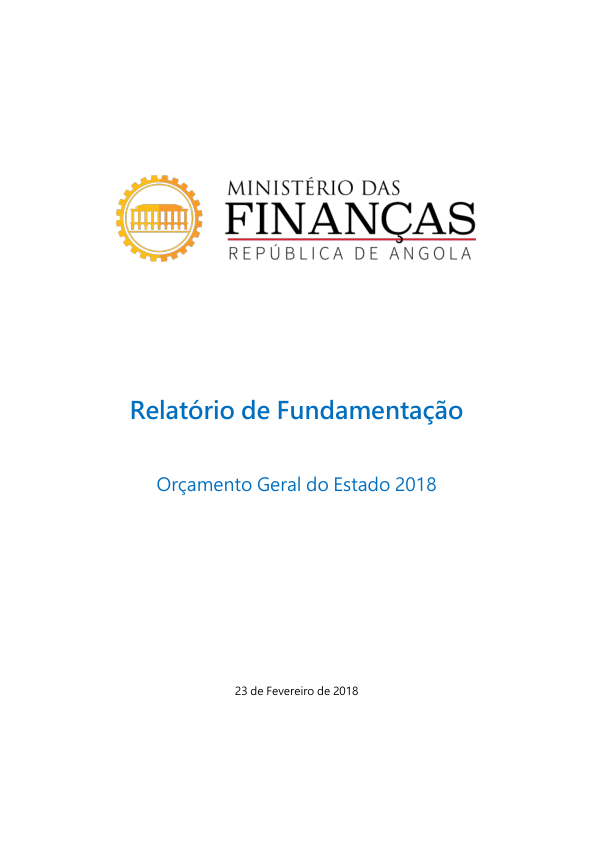 MINISTÉRIO DAS
FINANÇAS
REPÚBLICA DE ANGOLA
Relatório de Fundamentação
Orçamento Geral do Estado 2018
23 de Fevereiro de 2018